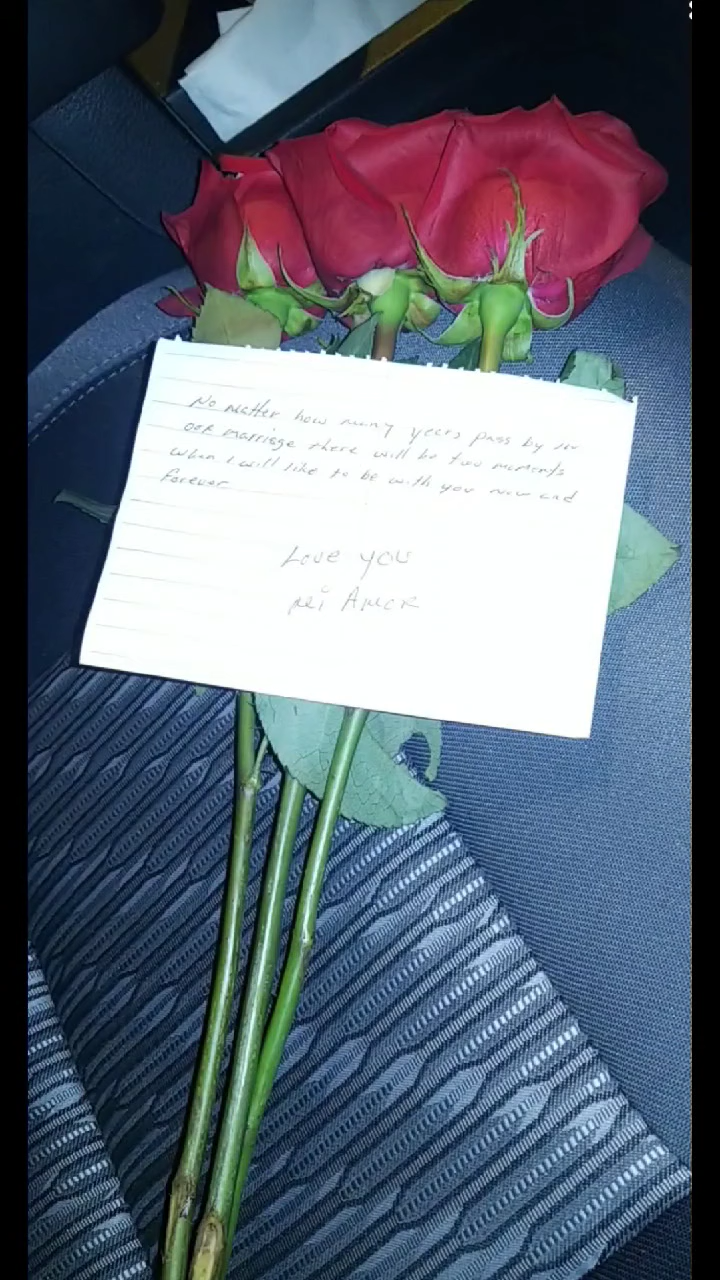 No matter how many years pass by in
our marriage there will be two moments
when I will like to be with you now and
forever
Love you
mi Amor